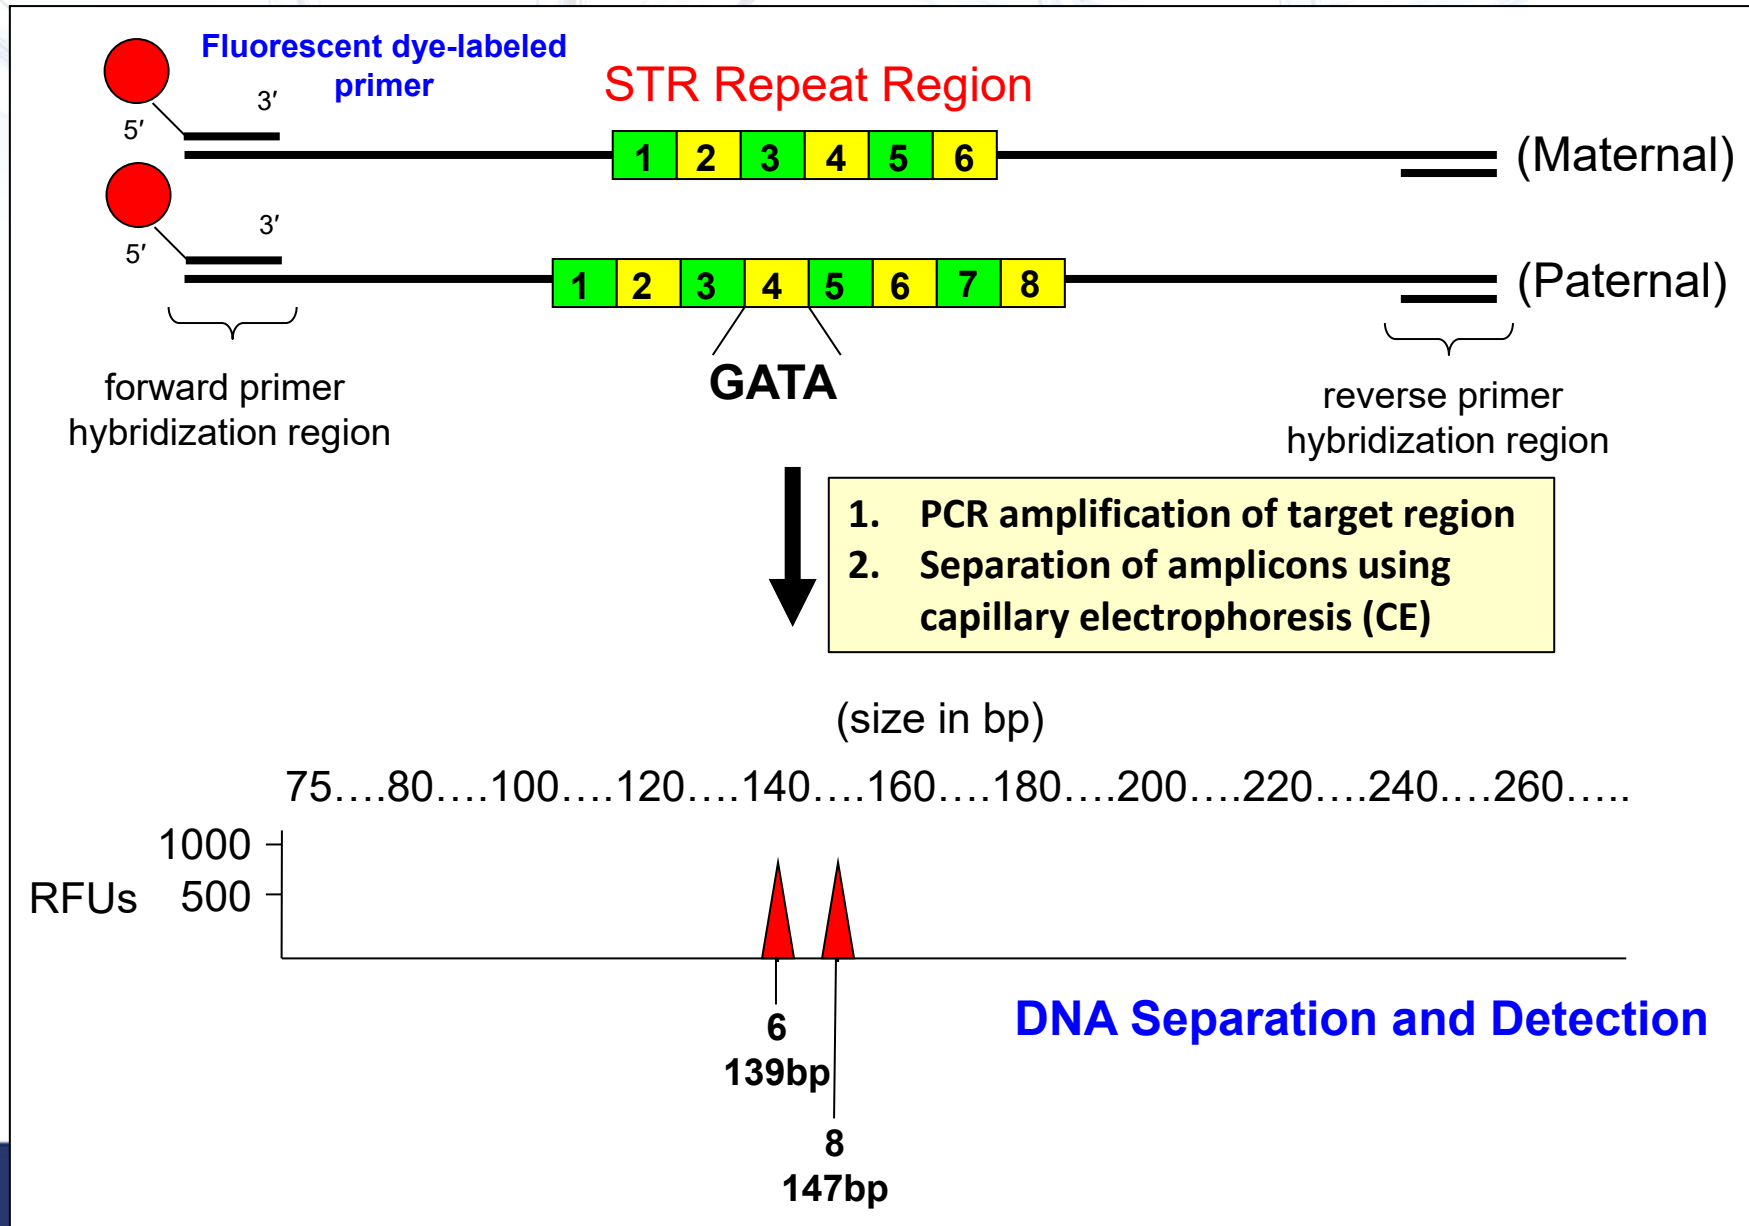 Fluorescent dye-labeled
primer
STR Repeat Region
3′
5′
1 2 3 4 5 6
(Maternal)
3′
5′
1 2 3 4 5 6 7 8
(Paternal)
GATA
forward primer
hybridization region
reverse primer
hybridization region
1. PCR amplification of target region
2. Separation of amplicons using
capillary electrophoresis (CE)
(size in bp)
75....80....100....120....140....160....180....200....220....240....260.....
1000
RFUs 500
6
139bp
DNA Separation and Detection
8
147bp